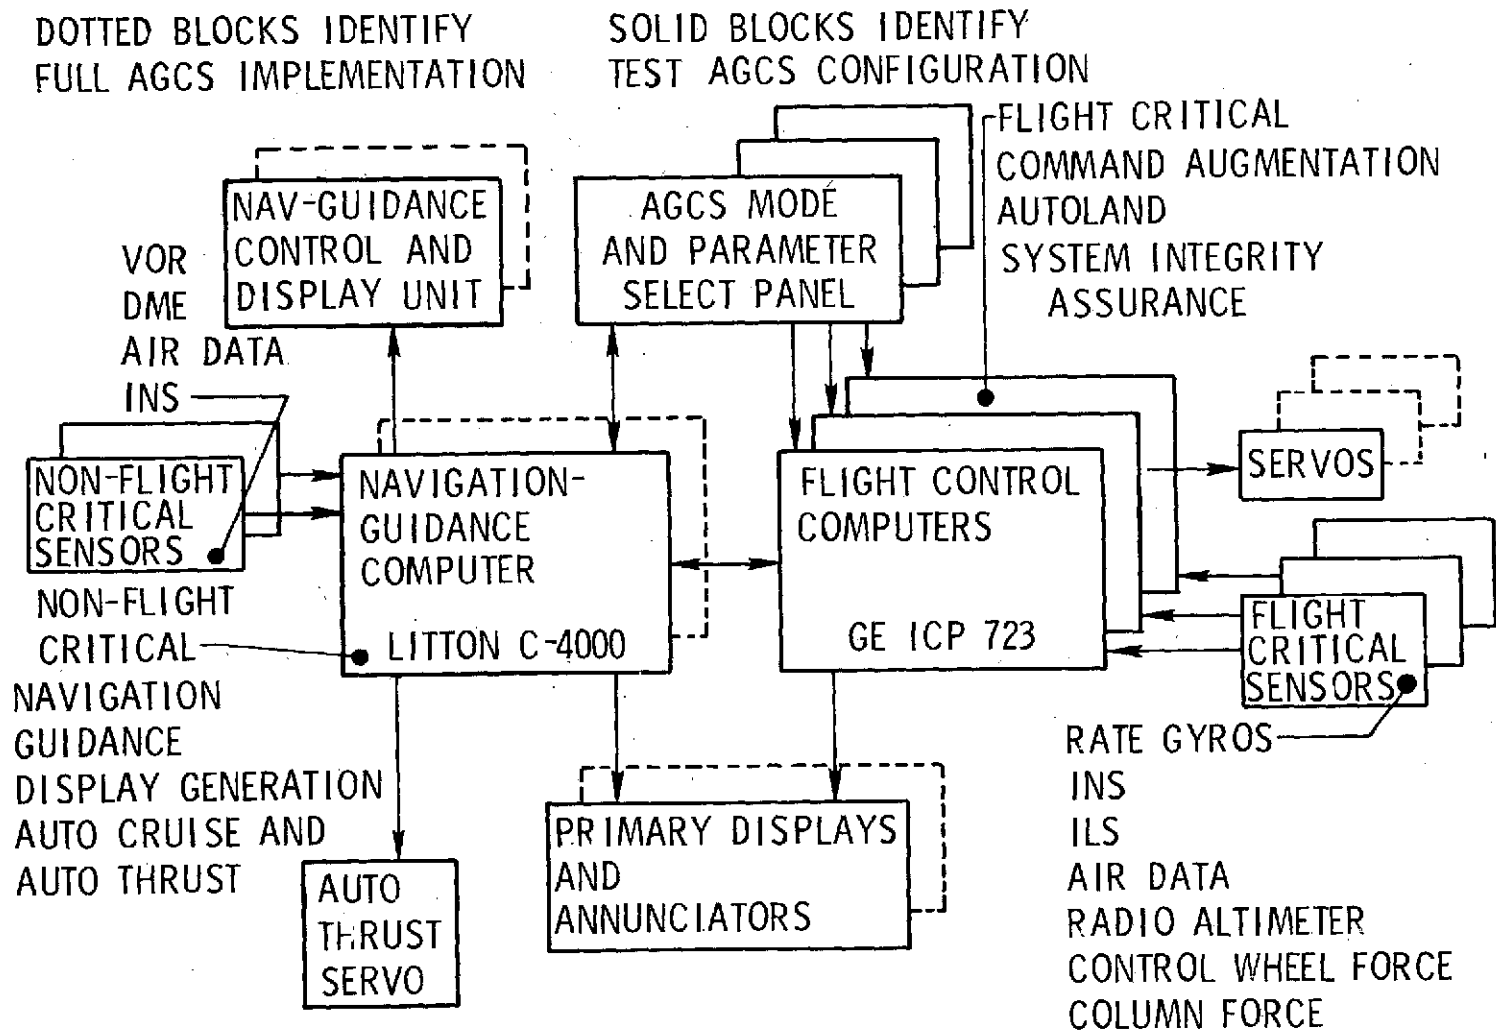 DOTTED BLOCKS IDENTIFY
FULL AGCS IMPLEMENTATION
SOLID BLOCKS IDENTIFY
TEST AGCS CONFIGURATION
FLIGHT CRITICAL
COMMAND AUGMENTATION
AUTOLAND
SYSTEM INTEGRITY
ASSURANCE
NAV-GUIDANCE
CONTROL AND
DISPLAY UNIT
AGCS MODE
AND PARAMETER
SELECT PANEL
VOR
DME
AIR DATA
INS
NON-FLIGHT
CRITICAL
SENSORS
NAVIGATION-
GUIDANCE
COMPUTER
LITTON C-4000
FLIGHT CONTROL
COMPUTERS
GE ICP 723
SERVOS
FLIGHT
CRITICAL
SENSORS
NON-FLIGHT
CRITICAL
NAVIGATION
GUIDANCE
DISPLAY GENERATION
AUTO CRUISE AND
AUTO THRUST
AUTO
THRUST
SERVO
PRIMARY DISPLAYS
AND
ANNUNCIATORS
RATE GYROS
INS
ILS
AIR DATA
RADIO ALTIMETER
CONTROL WHEEL FORCE
COLUMN FORCE